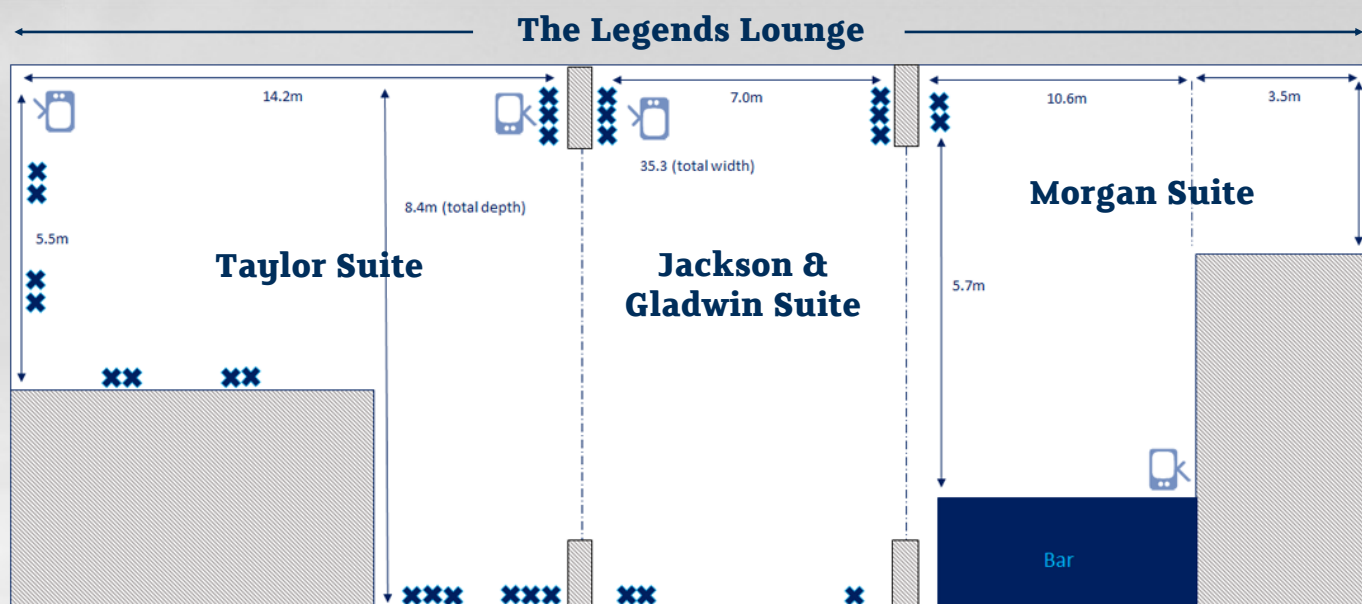 The Legends Lounge
14.2m
7.0m
10.6m
3.5m
35.3 (total width)
Morgan Suite
8.4m (total depth)
5.5m
Taylor Suite
Jackson &
Gladwin Suite
5.7m
Bar